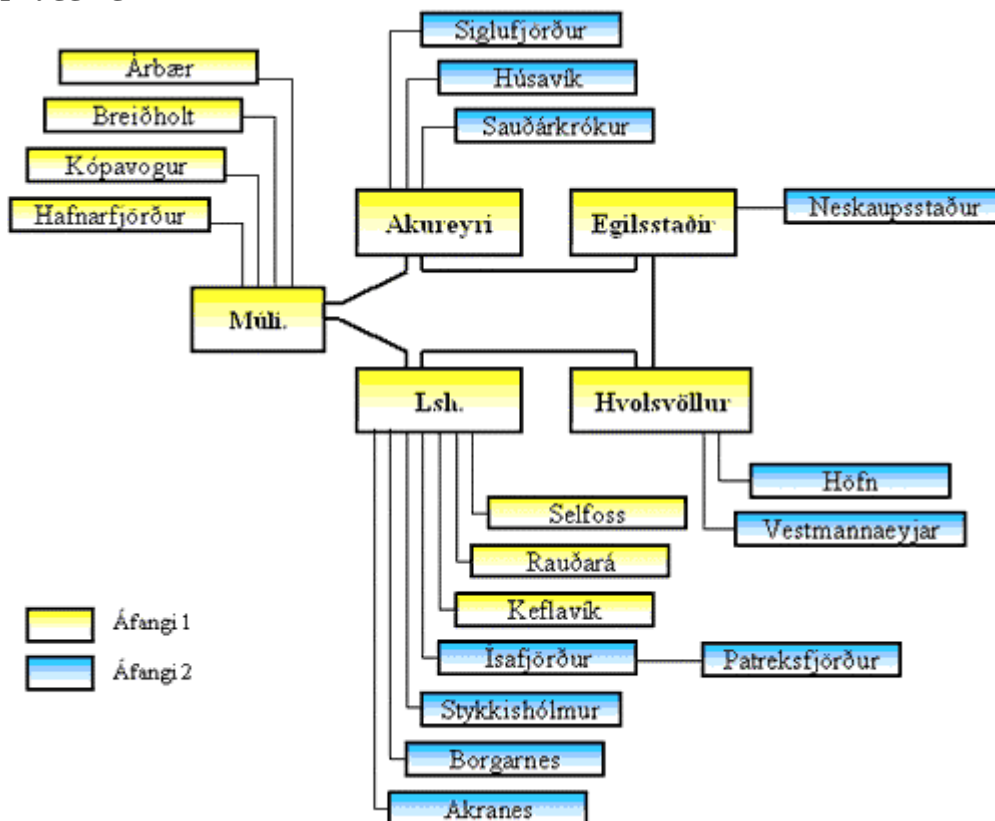 Siglufjörður
Árbær
Húsavík
Breiðholt
Sauðárkrókur
Kópavogur
Hafnarfjörður
Akureyri
Egilsstaðir
Neskaupsstaður
Múli.
Lsh.
Hvolsvöllur
Höfn
Selfoss
Vestmannaeyjar
Rauðará
Keflavík
Áfangi 1
Ísafjörður
Patreksfjörður
Áfangi 2
Stykkishólmur
Borgarnes
Akranes